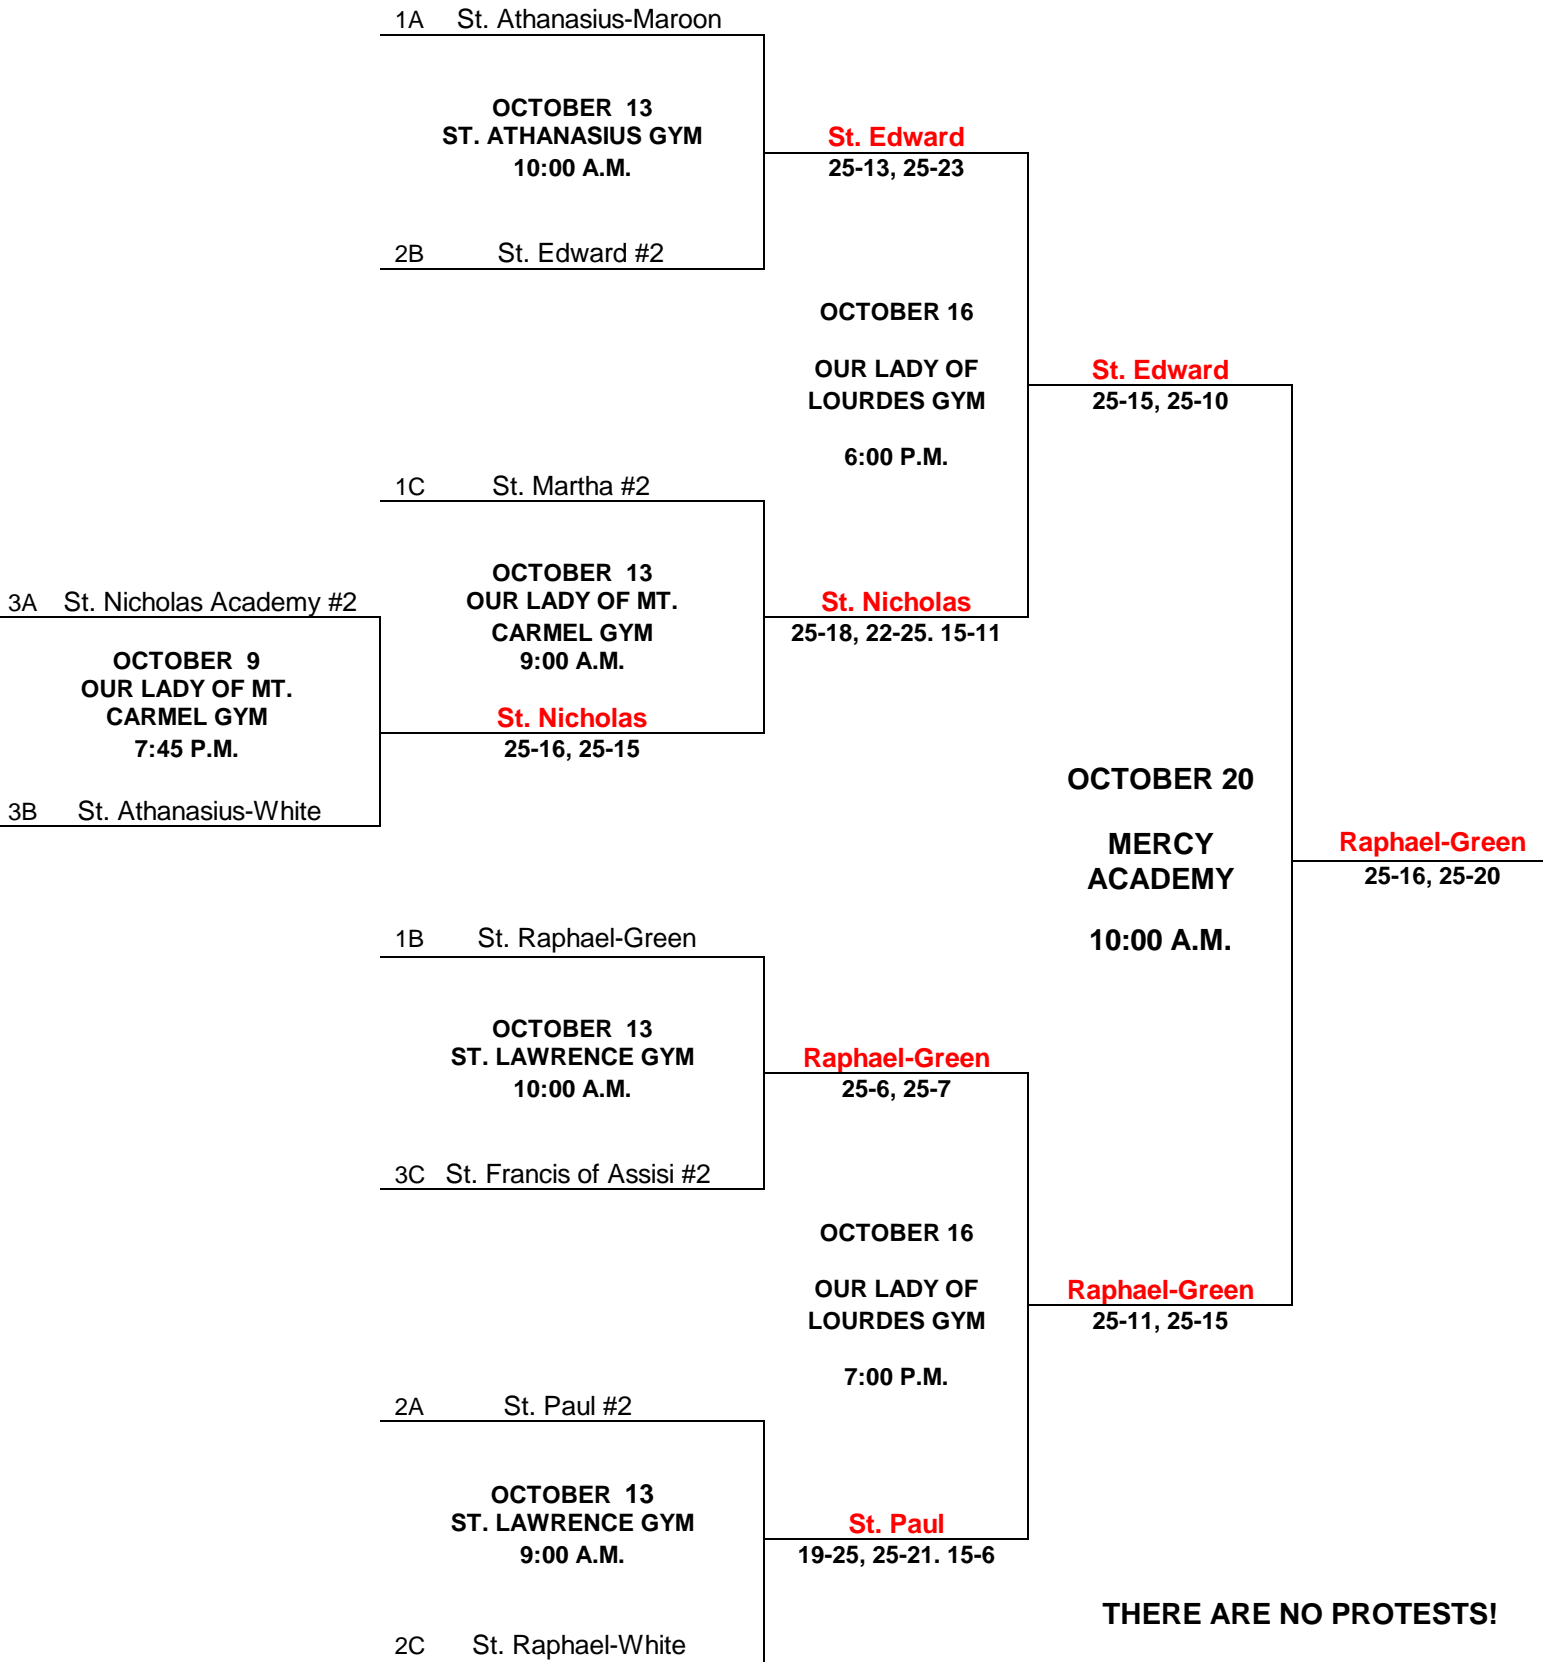 1A St. Athanasius-Maroon
OCTOBER 13
ST. ATHANASIUS GYM
10:00 A.M.
St. Edward
25-13, 25-23
2B St. Edward #2
OCTOBER 16
OUR LADY OF
LOURDES GYM
6:00 P.M.
St. Edward
25-15, 25-10
1C St. Martha #2
OCTOBER 13
OUR LADY OF MT.
CARMEL GYM
9:00 A.M.
St. Nicholas
25-18, 22-25. 15-11
3A St. Nicholas Academy #2
OCTOBER 9
OUR LADY OF MT.
CARMEL GYM
7:45 P.M.
St. Nicholas
25-16, 25-15
3B St. Athanasius-White
OCTOBER 20
MERCY
ACADEMY
10:00 A.M.
Raphael-Green
25-16, 25-20
1B St. Raphael-Green
OCTOBER 13
ST. LAWRENCE GYM
10:00 A.M.
Raphael-Green
25-6, 25-7
3C St. Francis of Assisi #2
OCTOBER 16
OUR LADY OF
LOURDES GYM
7:00 P.M.
Raphael-Green
25-11, 25-15
2A St. Paul #2
OCTOBER 13
ST. LAWRENCE GYM
9:00 A.M.
St. Paul
19-25, 25-21. 15-6
THERE ARE NO PROTESTS!
2C St. Raphael-White